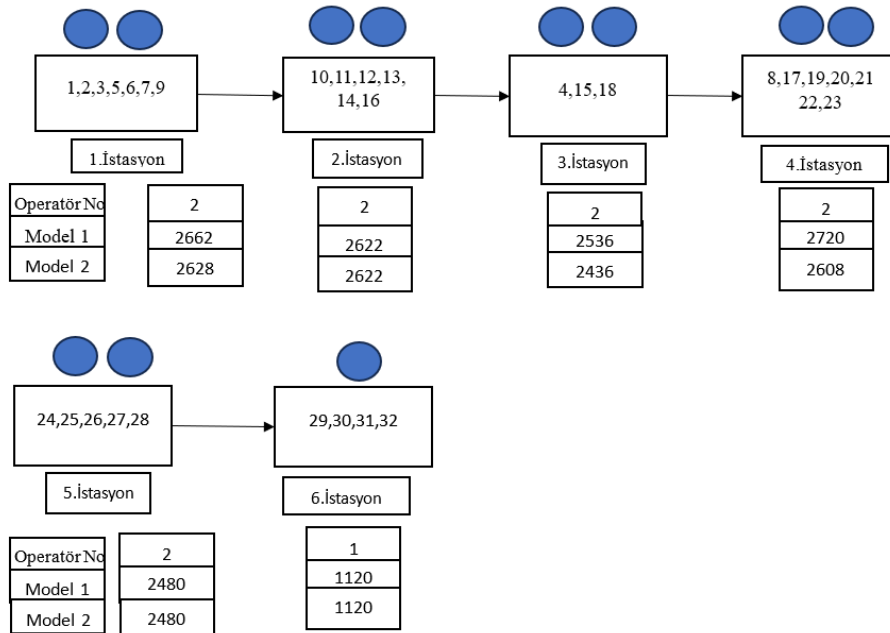 1,2,3,5,6,7,9
10,11,12,13,
14,16
4,15,18
8,17,19,20,21
22,23
1.İstasyon
2.İstasyon
3.İstasyon
4.İstasyon
Operatör No
2
2
2
2
Model 1
2662
2622
2536
2720
Model 2
2628
2622
2436
2608
24,25,26,27,28
29,30,31,32
5.İstasyon
6.İstasyon
Operatör No
2
1
Model 1
2480
1120
Model 2
2480
1120